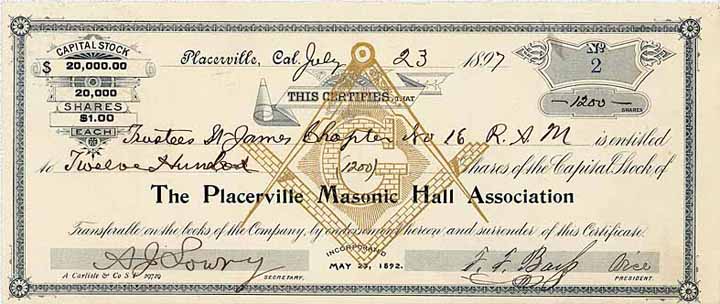 CAPITAL STOCK
$ 20,000.00
20,000
SHARES
$1.00
EACH
Placerville, Cal. July 23 1897
No
2
1200 SHARES
THIS CERTIFIES, THAT
Trustees St James Chapter No 16 R. A. M is entitled
to Twelve Hundred (1200) Shares of the Capital Stock of
G
The Placerville Masonic Hall Association
Transferable on the books of the Company, by endorsement hereon and surrender of this Certificate.
INCORPORATED
MAY 23, 1892.
SECRETARY.
Vice PRESIDENT.
A Carlisle & Co S F